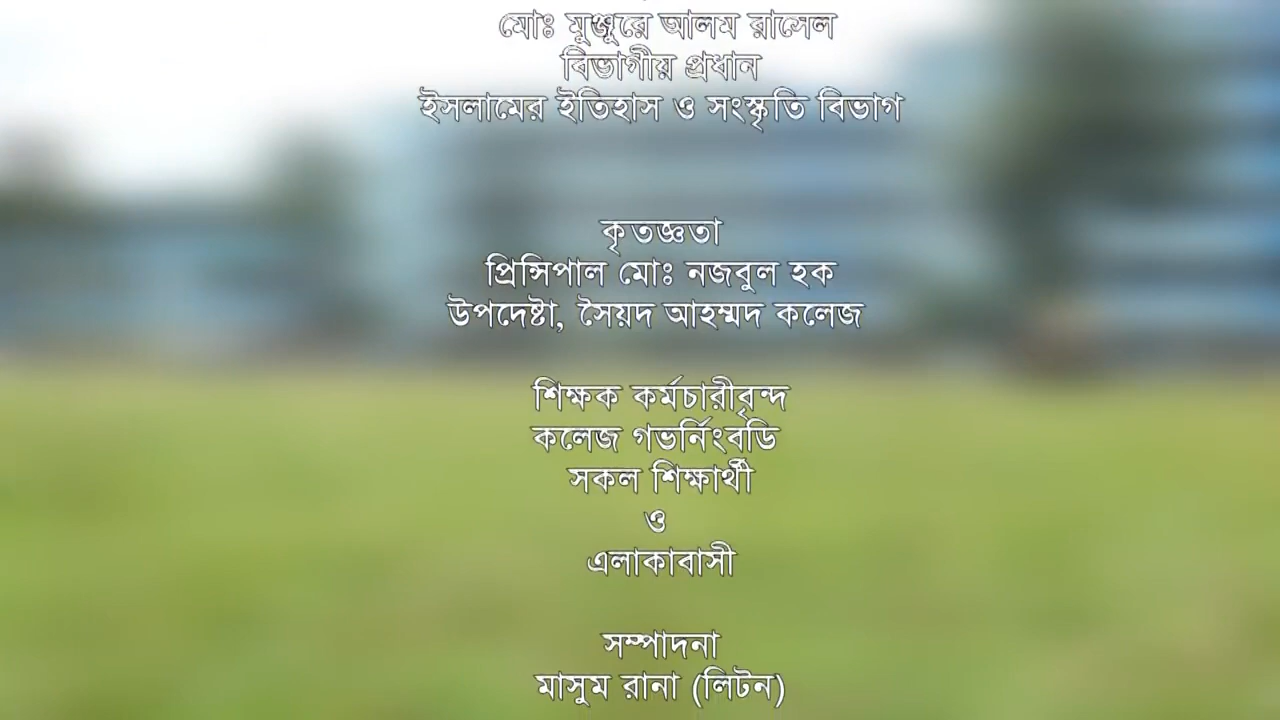 মোঃ মুঞ্জুরে আলম রাসেল
বিভাগীয় প্রধান
ইসলামের ইতিহাস ও সংস্কৃতি বিভাগ
কৃতজ্ঞতা
প্রিন্সিপাল মোঃ নজবুল হক
উপদেষ্টা, সৈয়দ আহম্মদ কলেজ
শিক্ষক কর্মচারীবৃন্দ
কলেজ গভর্নিংবডি
সকল শিক্ষার্থী
ও
এলাকাবাসী
সম্পাদনা
মাসুম রানা (লিটন)